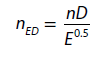 n_ED = nD / E^0.5